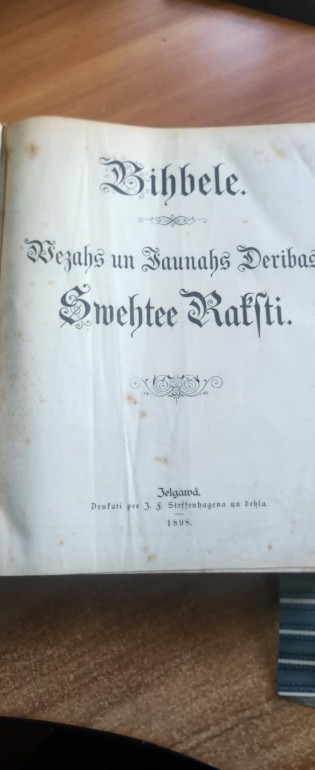 Bihbele.
Wezahs un Jaunahs Deribas
Swehtee Raksti.
Jelgawâ.
Drukati pee J. F. Steffenhagena un dehla.
1898.